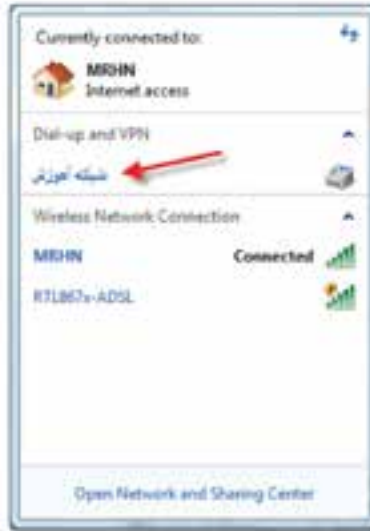 Currently connected to:
MRHN
Internet access
Dial-up and VPN
شبکه آموزش
Wireless Network Connection
MRHN Connected
RTL867x-ADSL
Open Network and Sharing Center